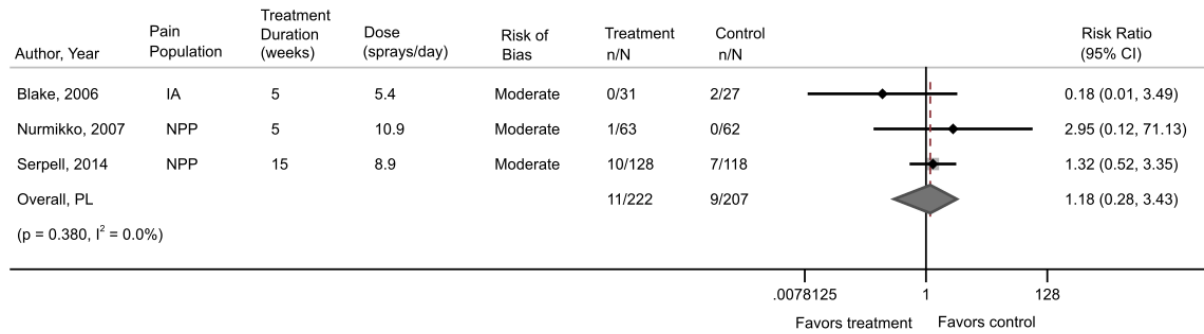 Author, Year Pain Population Treatment Duration (weeks) Dose (sprays/day) Risk of Bias Treatment n/N Control n/N Risk Ratio (95% CI)
Blake, 2006 IA 5 5.4 Moderate 0/31 2/27 0.18 (0.01, 3.49)
Nurmikko, 2007 NPP 5 10.9 Moderate 1/63 0/62 2.95 (0.12, 71.13)
Serpell, 2014 NPP 15 8.9 Moderate 10/128 7/118 1.32 (0.52, 3.35)
Overall, PL 11/222 9/207 1.18 (0.28, 3.43)
(p = 0.380, I² = 0.0%)
.0078125 1 128
Favors treatment Favors control